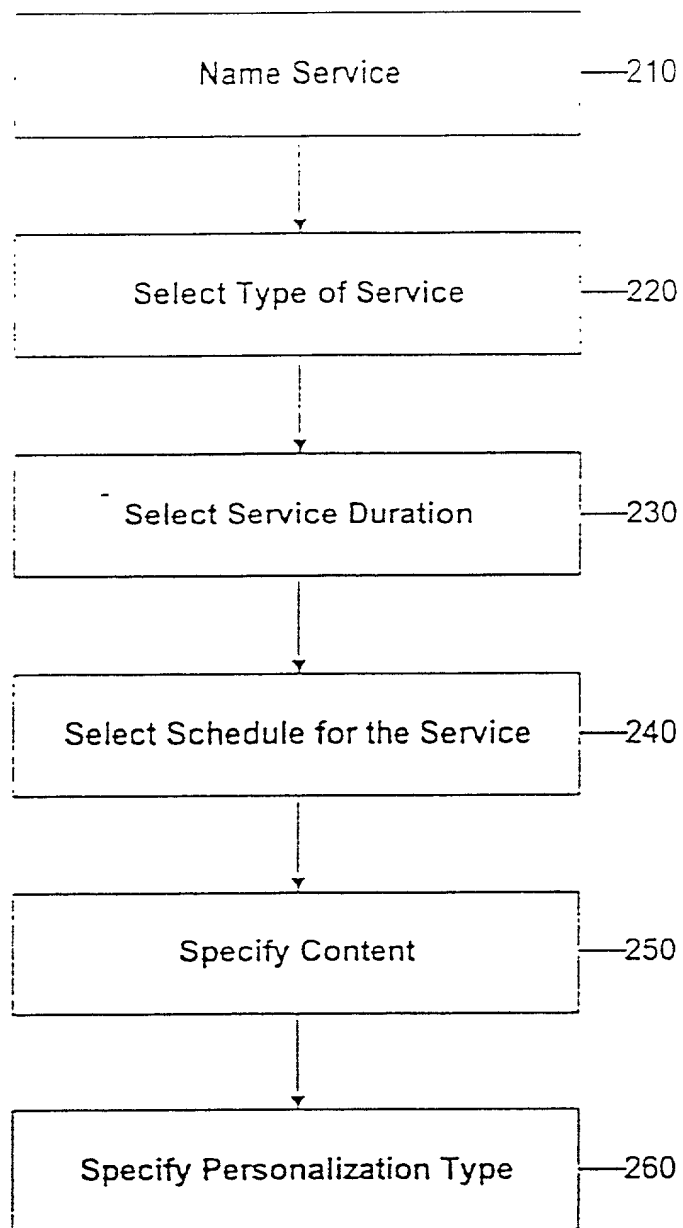 Name Service 210
Select Type of Service 220
Select Service Duration 230
Select Schedule for the Service 240
Specify Content 250
Specify Personalization Type 260